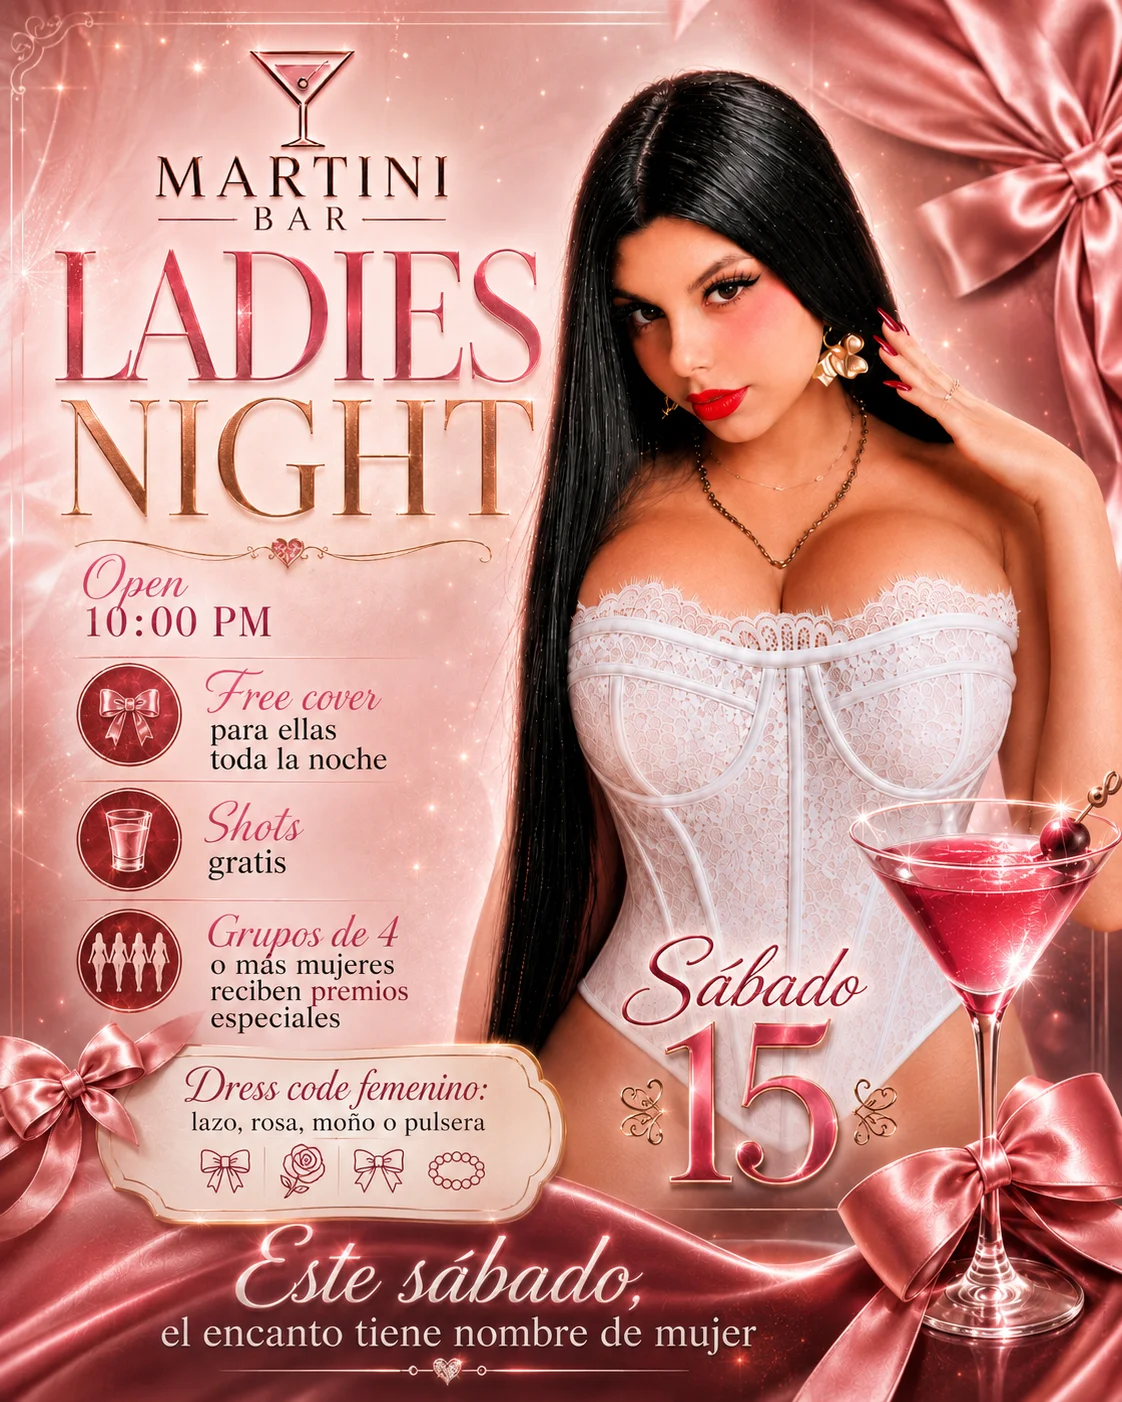 MARTINI
BAR
LADIES
NIGHT
Open
10:00 PM
Free cover
para ellas
toda la noche
Shots
gratis
Grupos de 4
o más mujeres
reciben premios
especiales
Dress code femenino:
lazo, rosa, moño o pulsera
Sábado
15
Este sábado,
el encanto tiene nombre de mujer